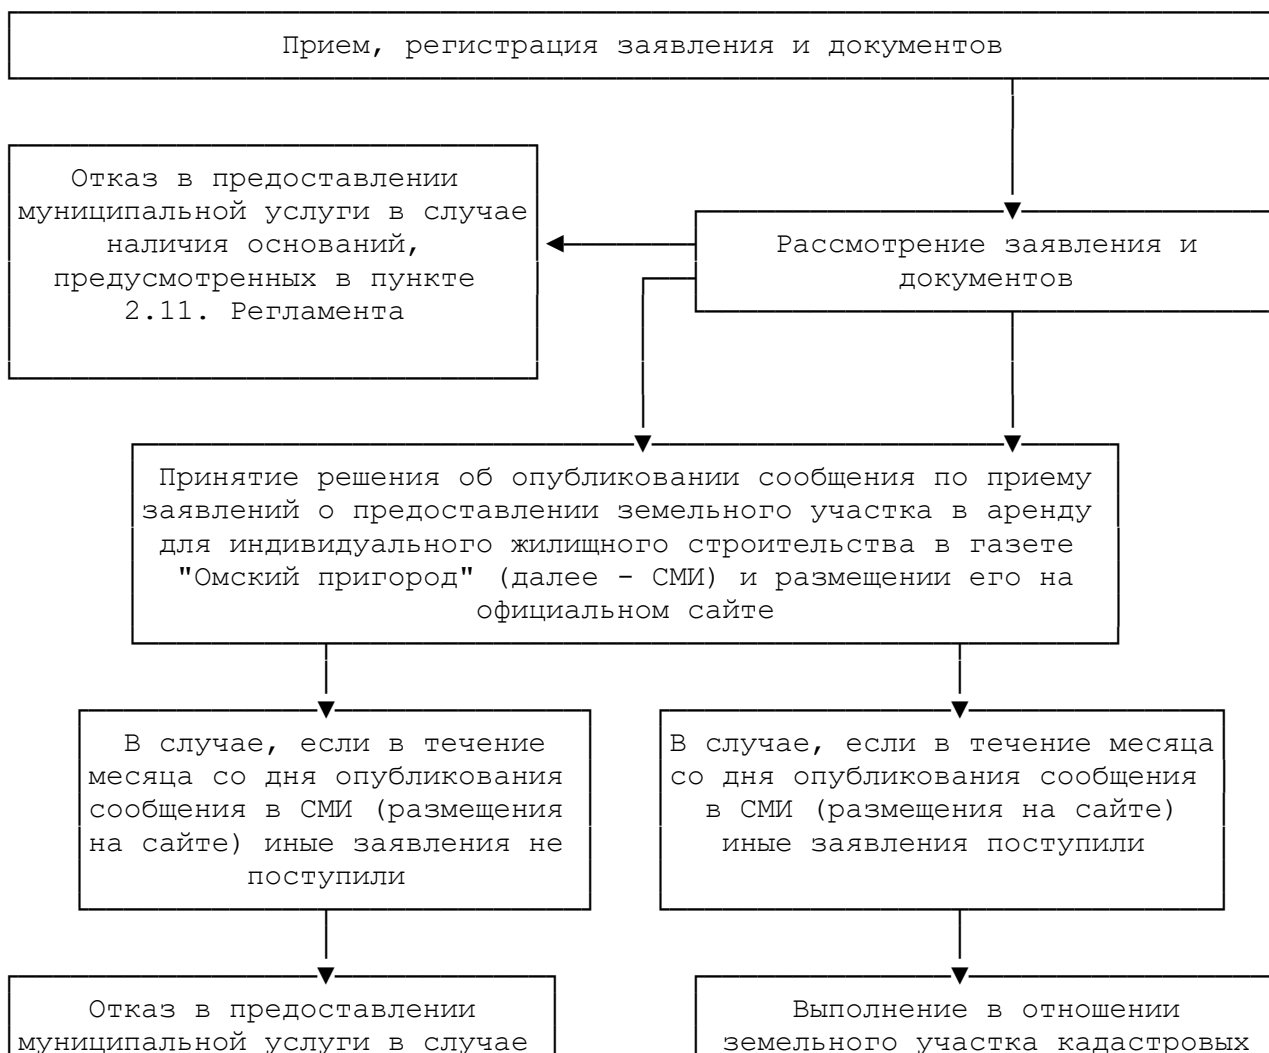 Прием, регистрация заявления и документов
Отказ в предоставлении
муниципальной услуги в случае
наличия оснований,
предусмотренных в пункте
2.11. Регламента
Рассмотрение заявления и
документов
Принятие решения об опубликовании сообщения по приему
заявлений о предоставлении земельного участка в аренду
для индивидуального жилищного строительства в газете
"Омский пригород" (далее - СМИ) и размещении его на
официальном сайте
В случае, если в течение
месяца со дня опубликования
сообщения в СМИ (размещения
на сайте) иные заявления не
поступили
В случае, если в течение месяца
со дня опубликования сообщения
в СМИ (размещения на сайте)
иные заявления поступили
Отказ в предоставлении
муниципальной услуги в случае
Выполнение в отношении
земельного участка кадастровых